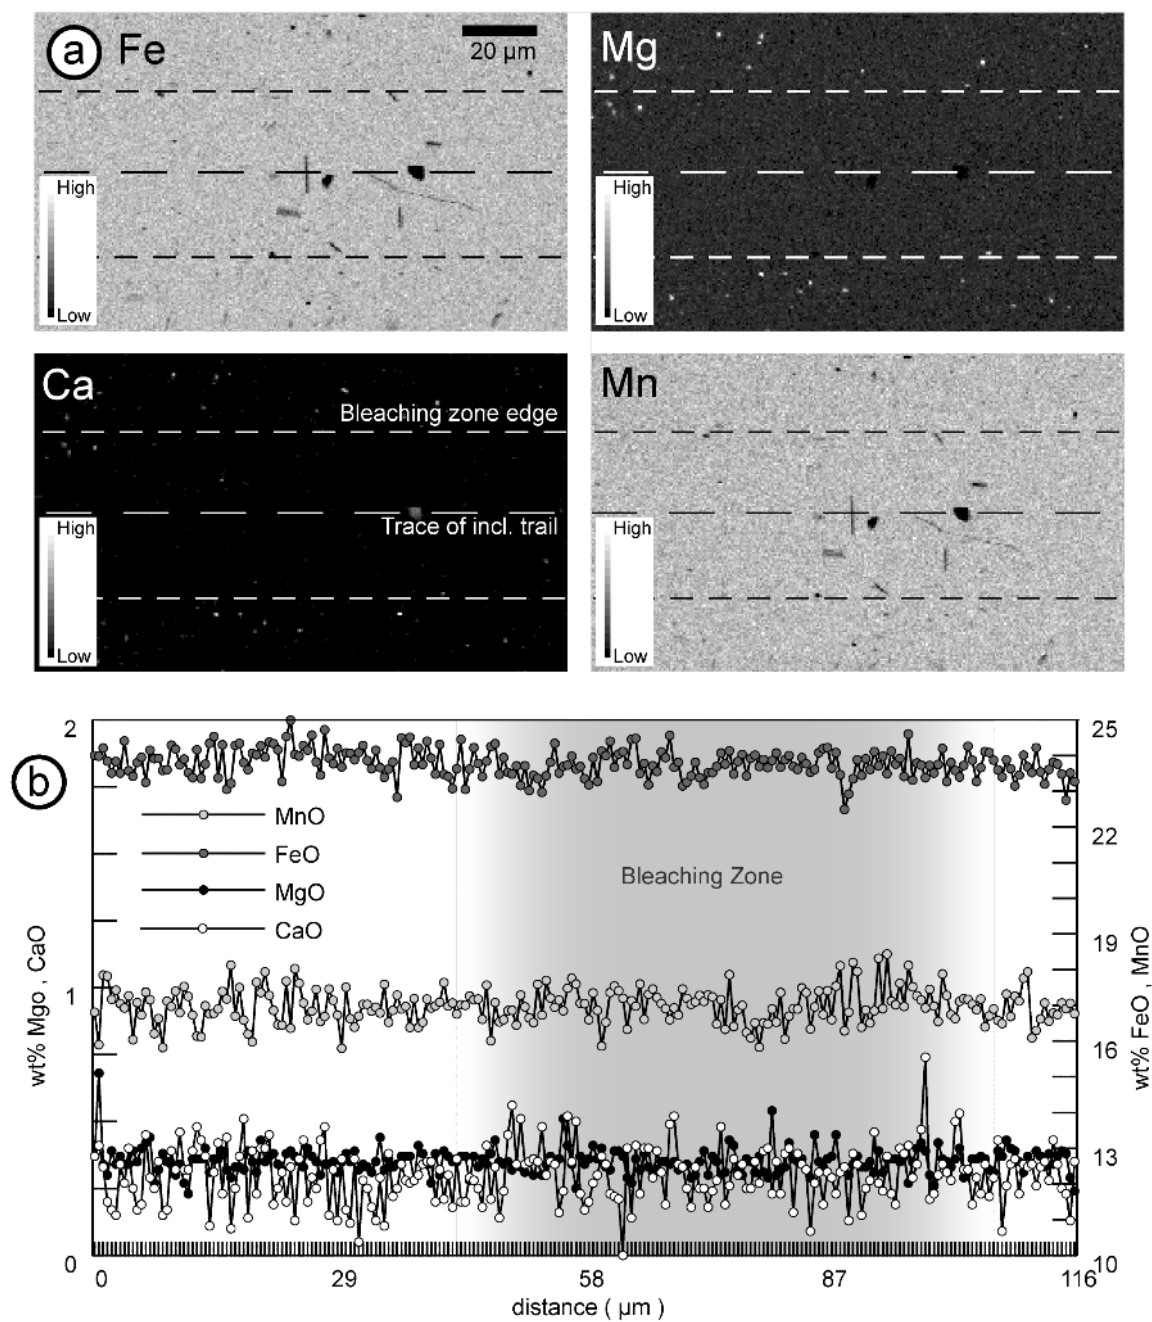 a Fe
20 µm
High
Low
Mg
High
Low
Ca
Bleaching zone edge
Trace of incl. trail
High
Low
Mn
High
Low
b
2
1
0
wt% Mgo , CaO
MnO
FeO
MgO
CaO
Bleaching Zone
25
22
19
16
13
10
wt% FeO , MnO
0 29 58 87 116
distance ( µm )